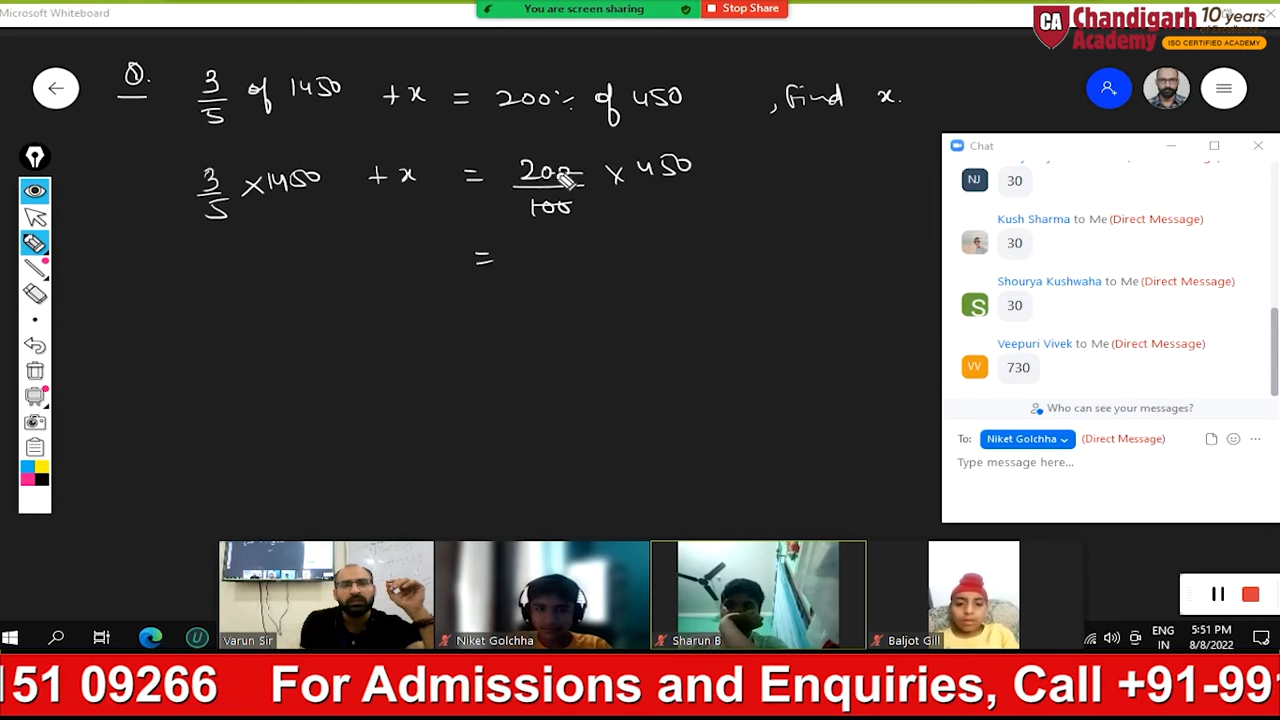 Microsoft Whiteboard
You are screen sharing
Stop Share
CA Chandigarh Academy
10 years
of Excellence...
ISO CERTIFIED ACADEMY
Q. 3/5 of 1450 + x = 200% of 450 , find x.
3/5 × 1450 + x = 200/100 × 450
=
Chat
NJ
30
Kush Sharma to Me (Direct Message)
30
Shourya Kushwaha to Me (Direct Message)
S
30
Veepuri Vivek to Me (Direct Message)
VV
730
Who can see your messages?
To: Niket Golchha (Direct Message)
Type message here...
Varun Sir
Niket Golchha
Sharun B
Baljot Gill
ENG
IN
5:51 PM
8/8/2022
51 09266 For Admissions and Enquiries, Call +91-991